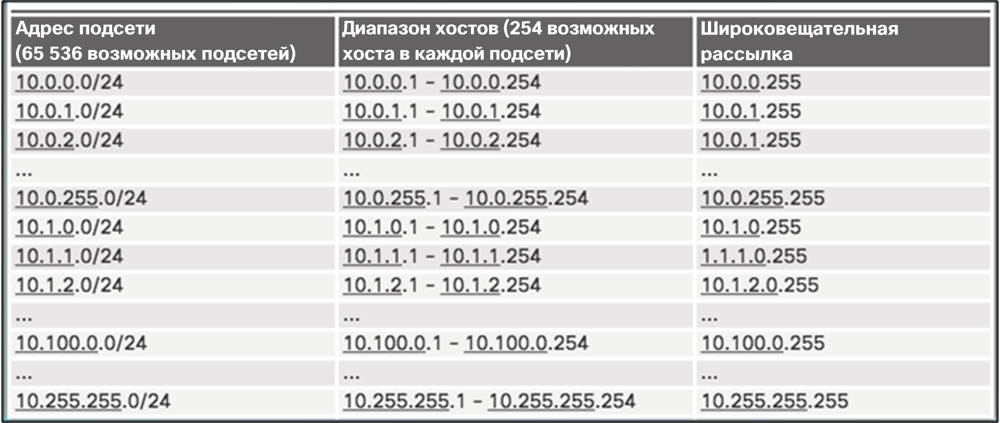 Адрес подсети
(65 536 возможных подсетей)
Диапазон хостов (254 возможных
хоста в каждой подсети)
Широковещательная
рассылка
10.0.0.0/24 10.0.0.1 – 10.0.0.254 10.0.0.255
10.0.1.0/24 10.0.1.1 – 10.0.1.254 10.0.1.255
10.0.2.0/24 10.0.2.1 – 10.0.2.254 10.0.1.255
... ... ...
10.0.255.0/24 10.0.255.1 – 10.0.255.254 10.0.255.255
10.1.0.0/24 10.1.0.1 – 10.1.0.254 10.1.0.255
10.1.1.0/24 10.1.1.1 – 10.1.1.254 1.1.1.0.255
10.1.2.0/24 10.1.2.1 – 10.1.2.254 10.1.2.0.255
... ... ...
10.100.0.0/24 10.100.0.1 – 10.100.0.254 10.100.0.255
... ... ...
10.255.255.0/24 10.255.255.1 – 10.255.255.254 10.255.255.255